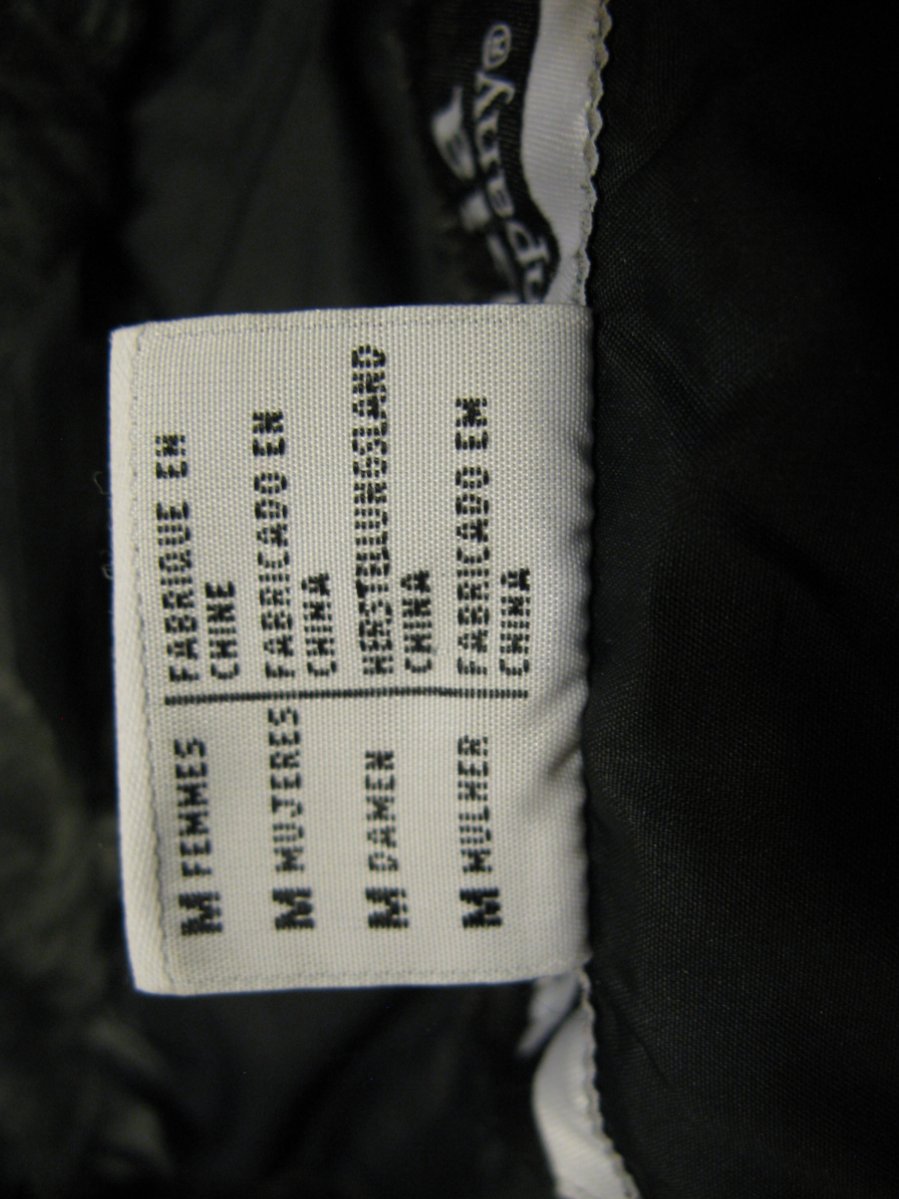 M FEMMES FABRIQUE EN
CHINE
M MUJERES FABRICADO EN
CHINA
M DAMEN HERSTELLUNGSLAND
CHINA
M MULHER FABRICADO EM
CHINA